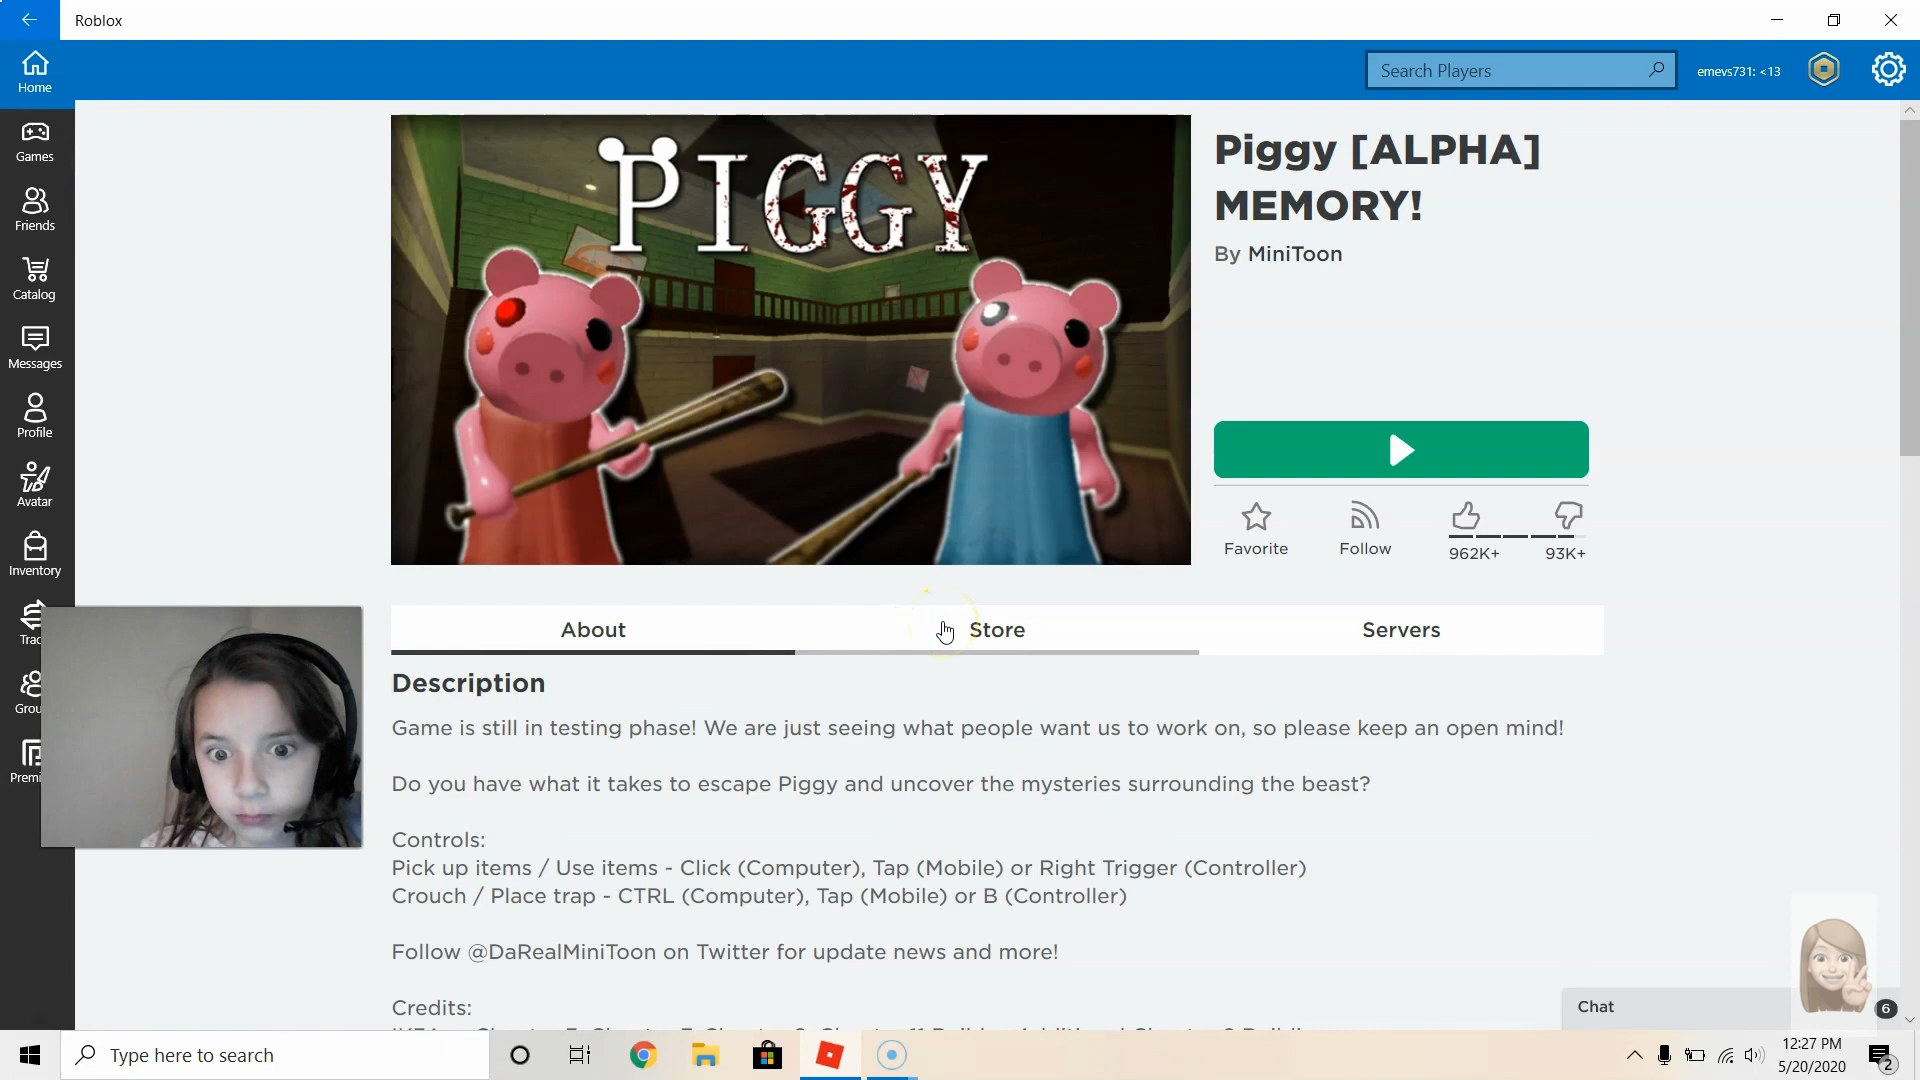 Roblox
Home
Search Players
emevs731: <13
Games
Friends
Catalog
Messages
Profile
Avatar
Inventory
PIGGY
Piggy [ALPHA]
MEMORY!
By MiniToon
Favorite
Follow
962K+
93K+
About
Store
Servers
Description
Game is still in testing phase! We are just seeing what people want us to work on, so please keep an open mind!
Do you have what it takes to escape Piggy and uncover the mysteries surrounding the beast?
Controls:
Pick up items / Use items - Click (Computer), Tap (Mobile) or Right Trigger (Controller)
Crouch / Place trap - CTRL (Computer), Tap (Mobile) or B (Controller)
Follow @DaRealMiniToon on Twitter for update news and more!
Credits:
Chat
6
Type here to search
12:27 PM
5/20/2020
2